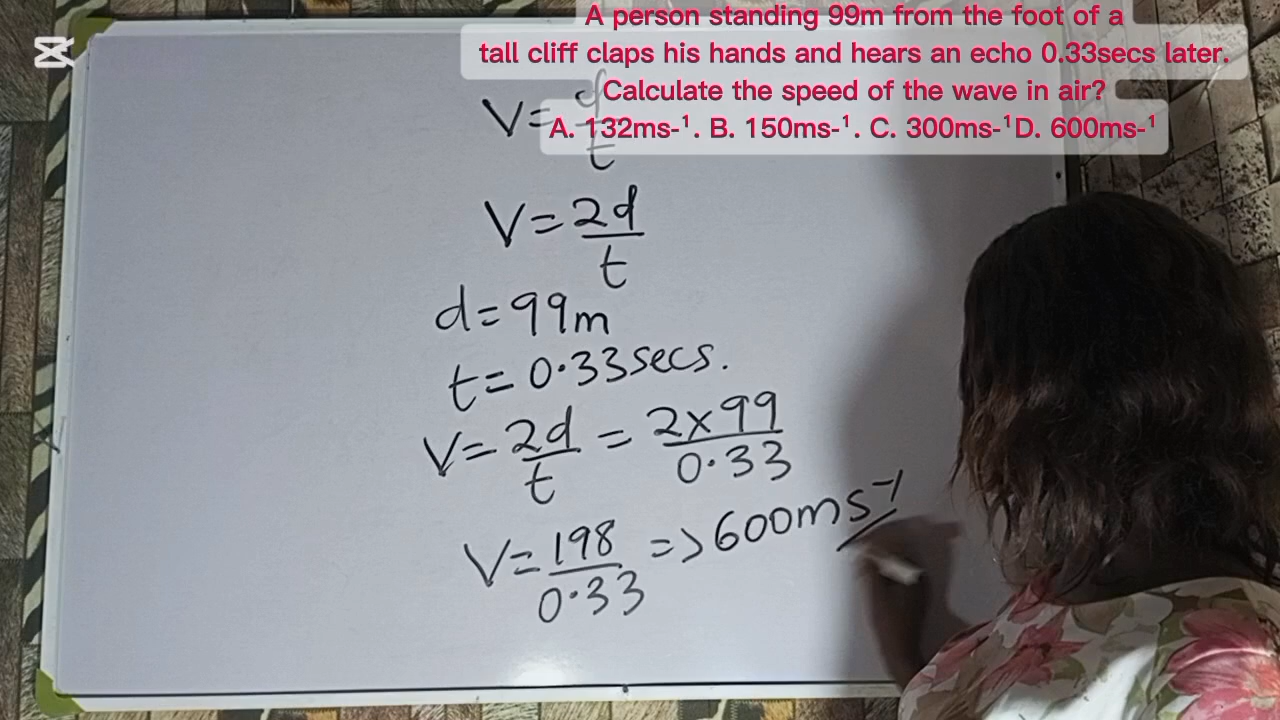 A person standing 99m from the foot of a
tall cliff claps his hands and hears an echo 0.33secs later.
Calculate the speed of the wave in air?
A. 132ms-¹. B. 150ms-¹. C. 300ms-¹D. 600ms-¹
V=d/t
V=2d/t
d=99m
t=0.33secs.
V=2d/t = 2x99/0.33
V=198/0.33 => 600ms-1